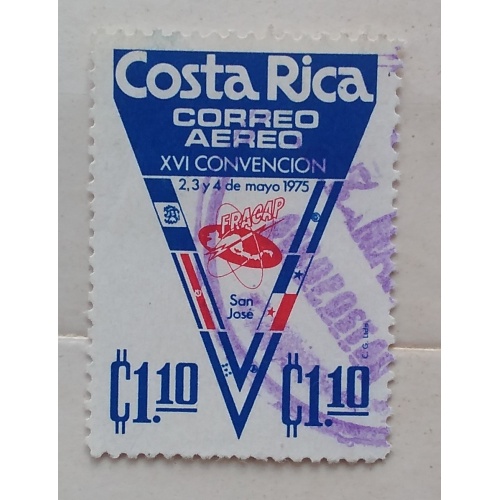 Costa Rica
CORREO
AEREO
XVI CONVENCION
2,3 y 4 de mayo 1975
FRACAP
San
José
₡1.10 ₡1.10